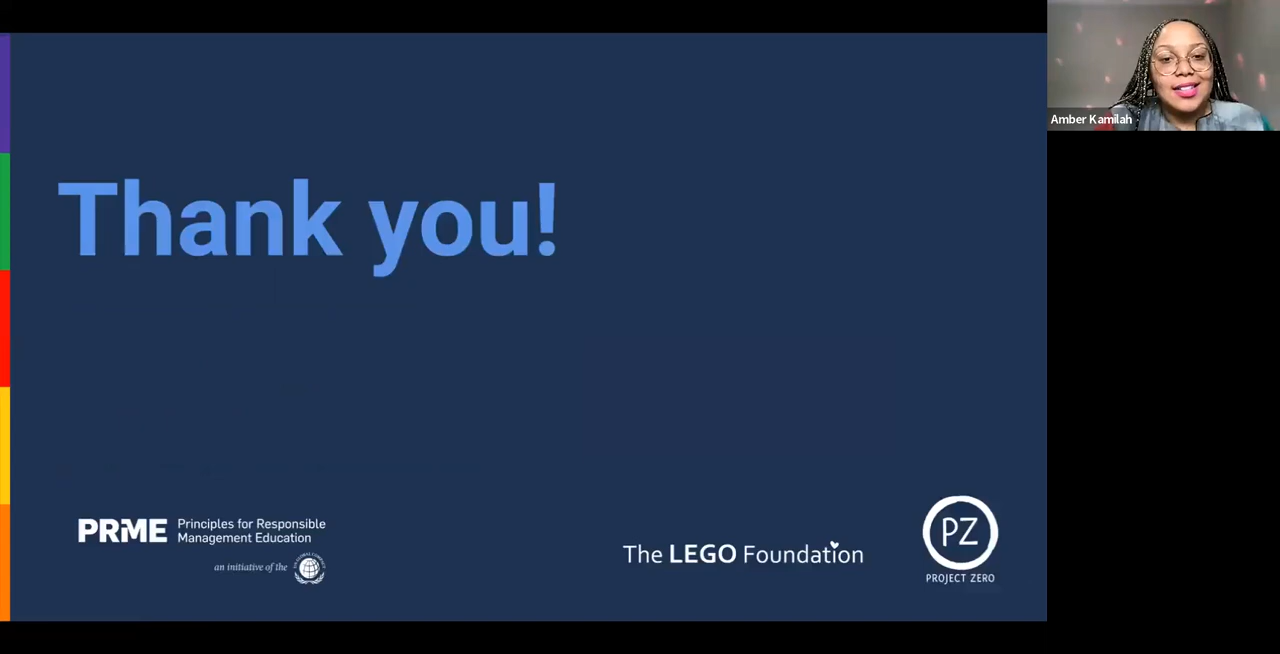 Amber Kamilah
Thank you!
PRME Principles for Responsible
Management Education
an initiative of the
The LEGO Foundation
PZ
PROJECT ZERO